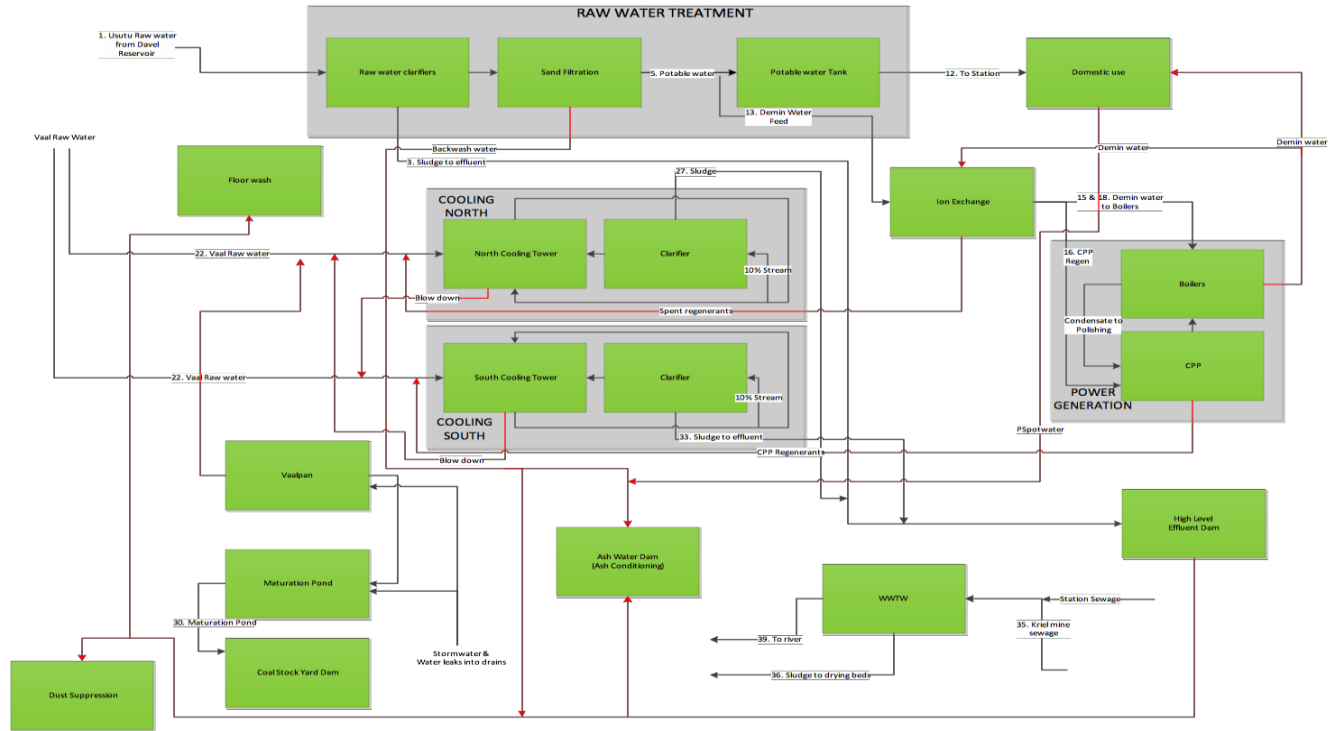 RAW WATER TREATMENT
1. Usutu Raw water
from Davel
Reservoir
Raw water clarifiers
Sand Filtration
5. Potable water
Potable water Tank
12. To Station
Domestic use
13. Demin Water
Feed
Vaal Raw Water
Backwash water
3. Sludge to effluent
Demin water
Demin water
Floor wash
27. Sludge
COOLING
NORTH
Ion Exchange
15 & 18. Demin water
to Boilers
22. Vaal Raw water
North Cooling Tower
Clarifier
10% Stream
16. CPP
Regen
Boilers
Blow down
Spent regenerants
Condensate to
Polishing
22. Vaal Raw water
South Cooling Tower
Clarifier
10% Stream
CPP
POWER
GENERATION
COOLING
SOUTH
33. Sludge to effluent
PSpotwater
Blow down
CPP Regenerants
Vaalpan
High Level
Effluent Dam
Ash Water Dam
(Ash Conditioning)
Maturation Pond
WWTW
Station Sewage
30. Maturation Pond
35. Kriel mine
sewage
39. To river
Stormwater &
Water leaks into drains
Coal Stock Yard Dam
36. Sludge to drying beds
Dust Suppression